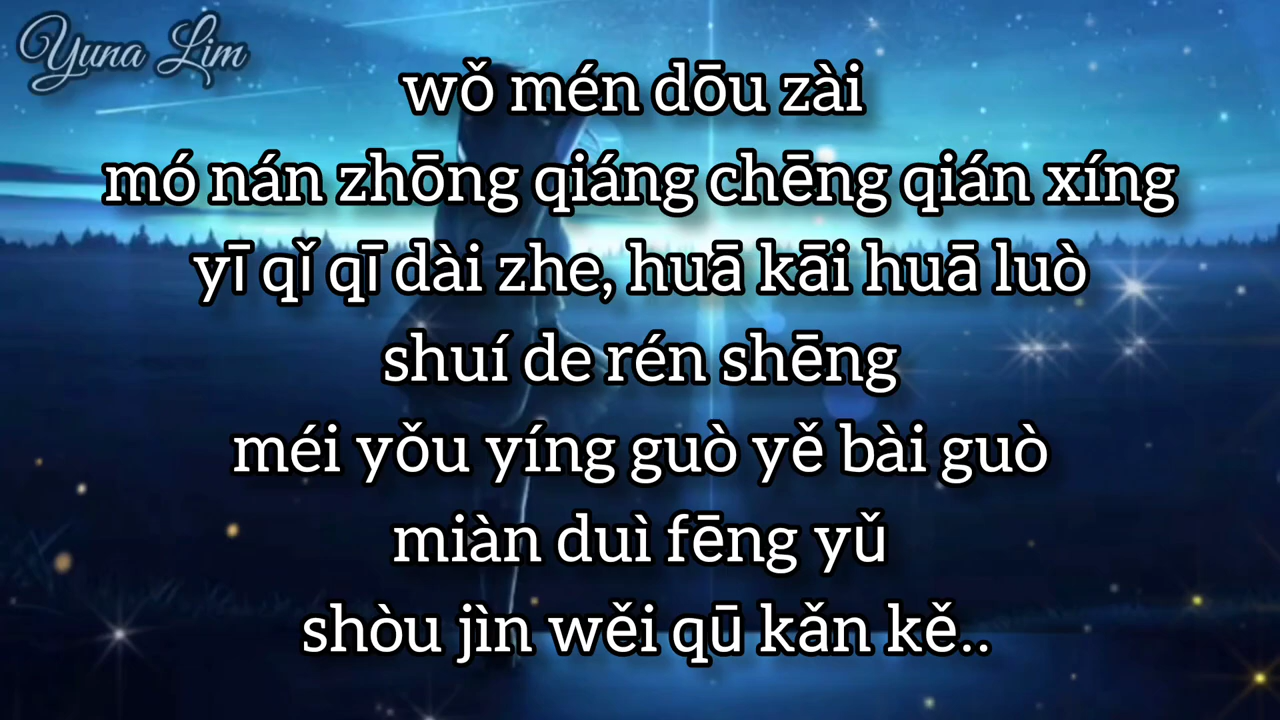 Yuna Lim
wǒ mén dōu zài
mó nán zhōng qiáng chēng qián xíng
yī qǐ qī dài zhe, huā kāi huā luò
shuí de rén shēng
méi yǒu yíng guò yě bài guò
miàn duì fēng yǔ
shòu jìn wěi qū kǎn kě..